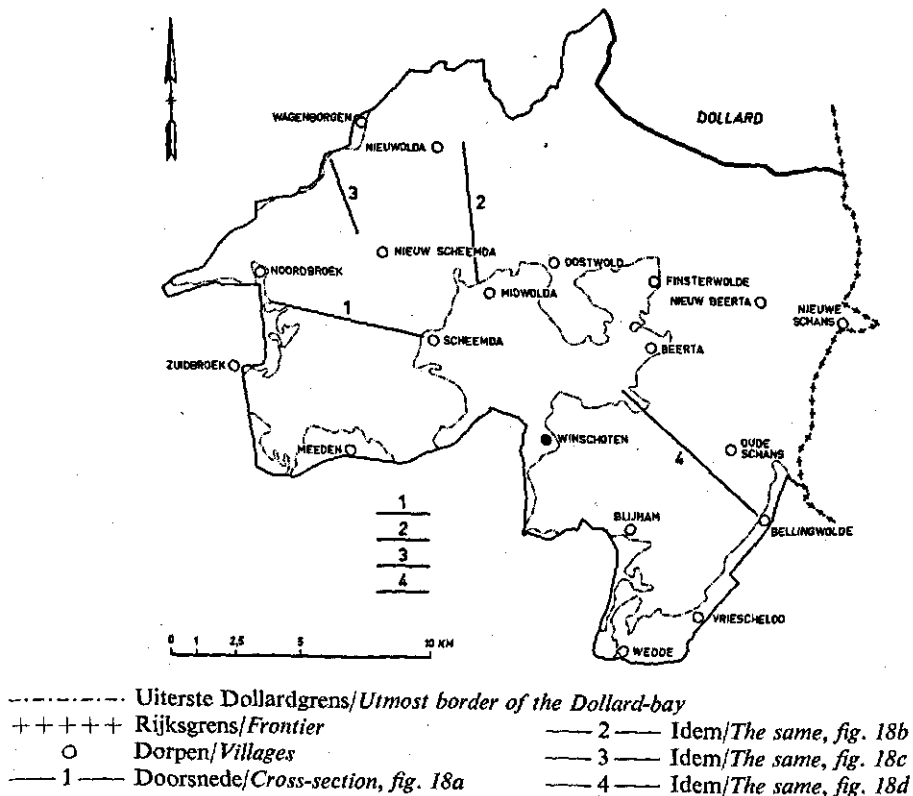 WAGENBORGEN
DOLLARD
NIEUWOLDA
3
2
NIEUW SCHEEMDA
OOSTWOLD
NOORDBROEK
FINSTERWOLDE
MIDWOLDA
NIEUW BEERTA
1
NIEUWE
SCHANS
SCHEEMDA
BEERTA
ZUIDBROEK
WINSCHOTEN
MEEDEN
OUDE
SCHANS
4
1
2
3
4
BLIJHAM
BELLINGWOLDE
VRIESCHELOO
WEDDE
0 1 2,5 5 10 KM
Uiterste Dollardgrens/Utmost border of the Dollard-bay
+++++ Rijksgrens/Frontier
Dorpen/Villages
1 Doorsnede/Cross-section, fig. 18a
2 Idem/The same, fig. 18b
3 Idem/The same, fig. 18c
4 Idem/The same, fig. 18d